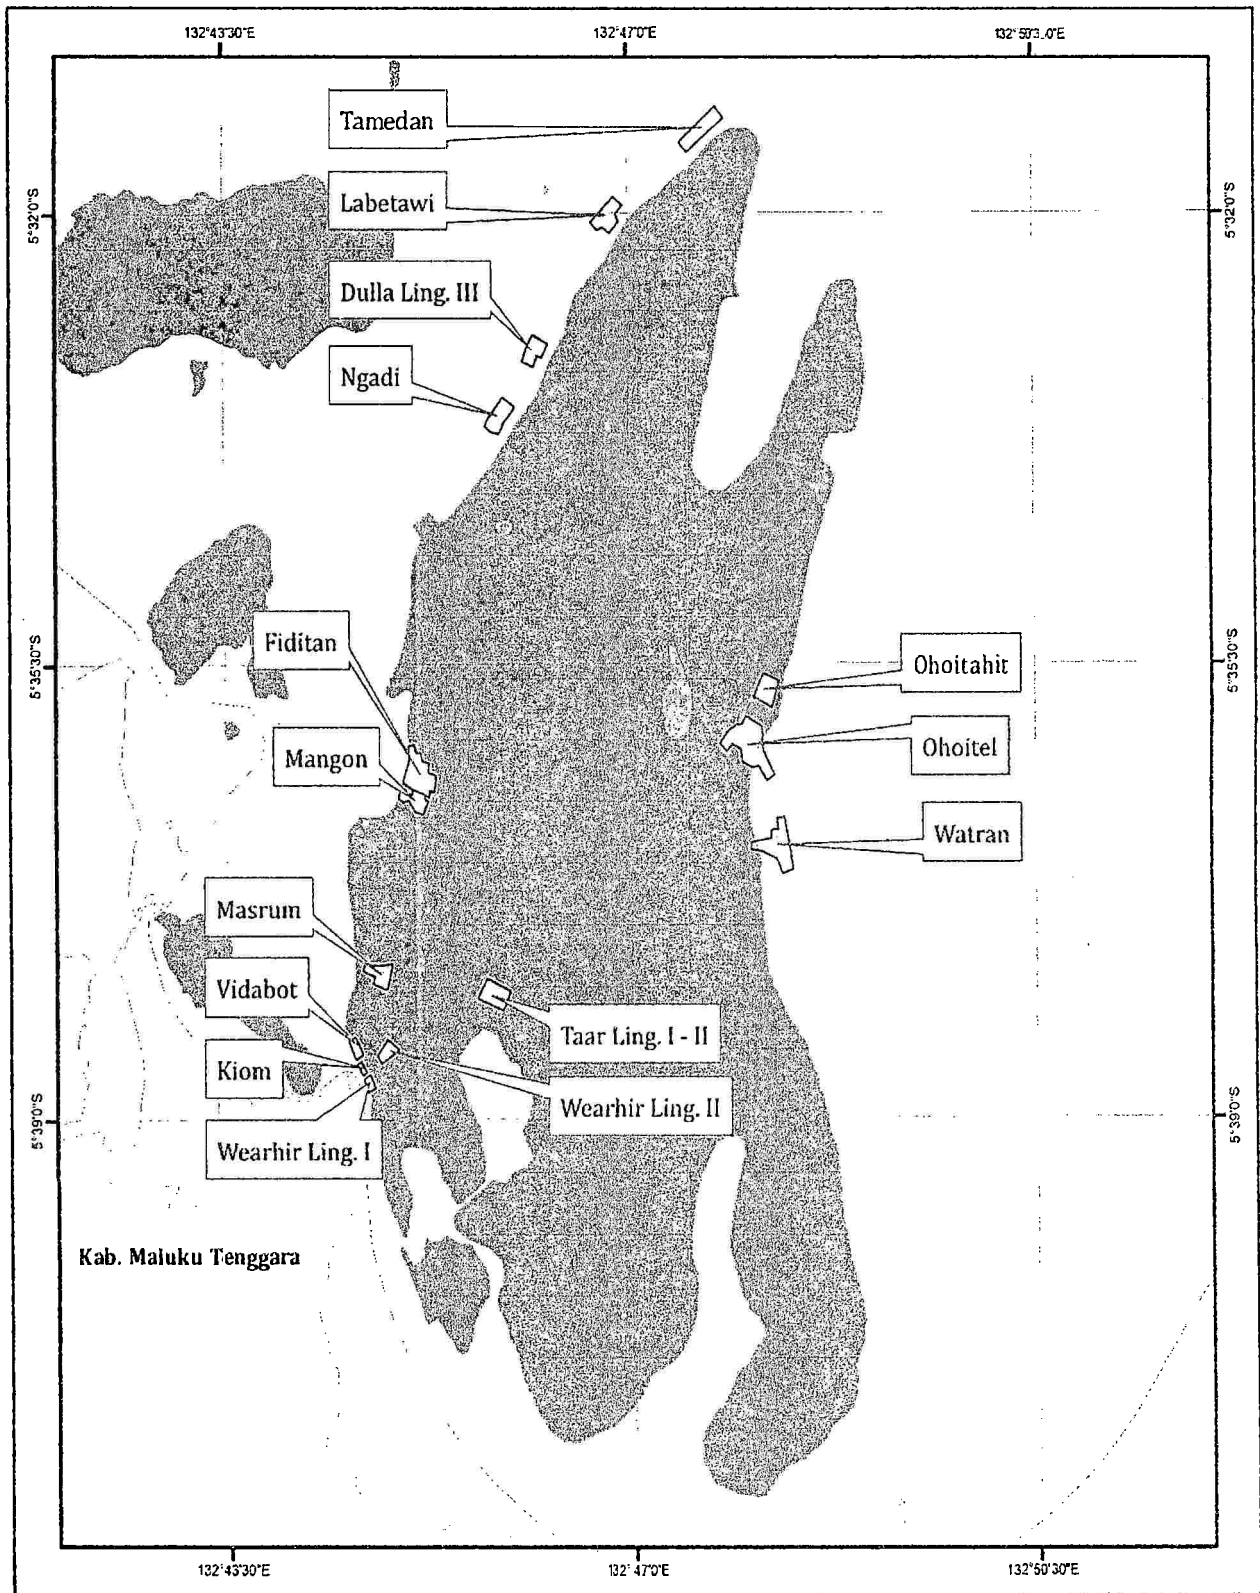 132°43'30"E
132°47'0"E
Tamedan
Labetawi
5°32'0"S
5°32'0"S
Dulla Ling. III
Ngadi
Fiditan
5°35'30"S
5°35'30"S
Ohoitahit
Mangon
Ohoitel
Watran
Masrum
Vidabot
Taar Ling. I - II
Kiom
Wearhir Ling. II
5°39'0"S
5°39'0"S
Wearhir Ling. I
Kab. Maluku Tenggara
132°43'30"E
132°47'0"E
132°50'30"E